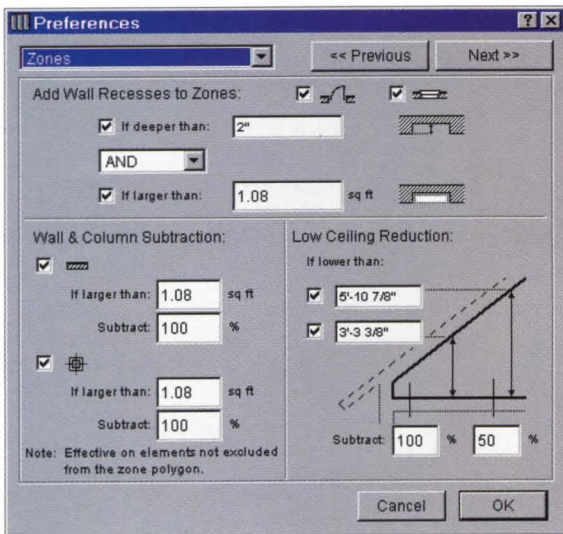 Preferences
Zones
<< Previous
Next >>
Add Wall Recesses to Zones:
If deeper than: 2"
AND
If larger than: 1.08 sq ft
Wall & Column Subtraction:
If larger than: 1.08 sq ft
Subtract: 100 %
If larger than: 1.08 sq ft
Subtract: 100 %
Note: Effective on elements not excluded
from the zone polygon.
Low Ceiling Reduction:
If lower than:
5'-10 7/8"
3'-3 3/8"
Subtract: 100 % 50 %
Cancel
OK